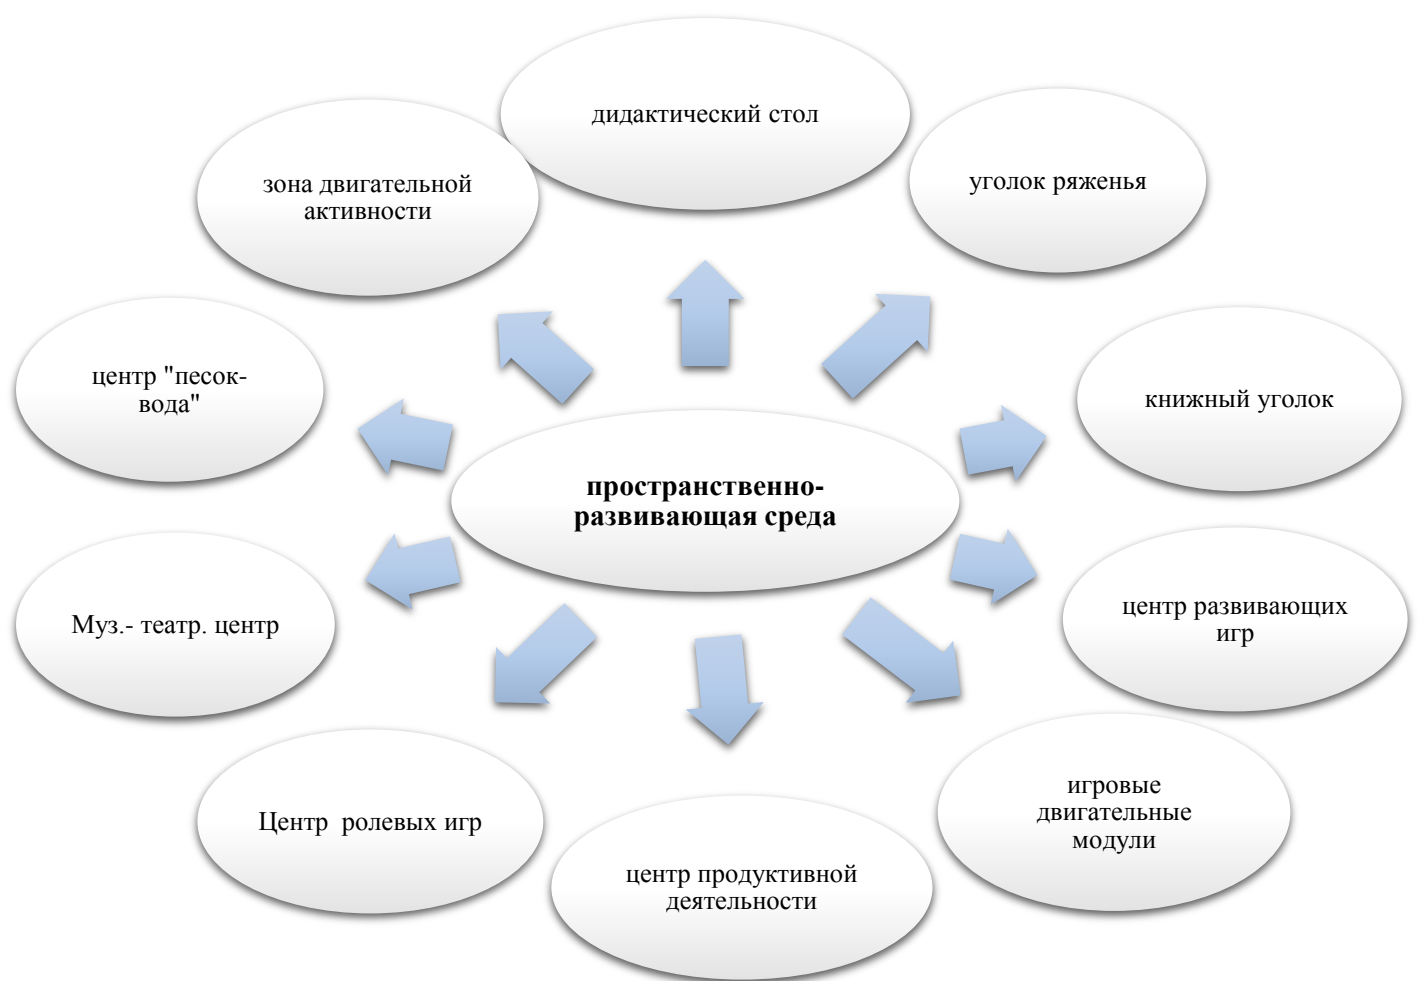 дидактический стол
зона двигательной
активности
уголок ряженья
центр "песок-
вода"
книжный уголок
пространственно-
развивающая среда
Муз.- театр. центр
центр развивающих
игр
Центр  ролевых игр
игровые
двигательные
модули
центр продуктивной
деятельности